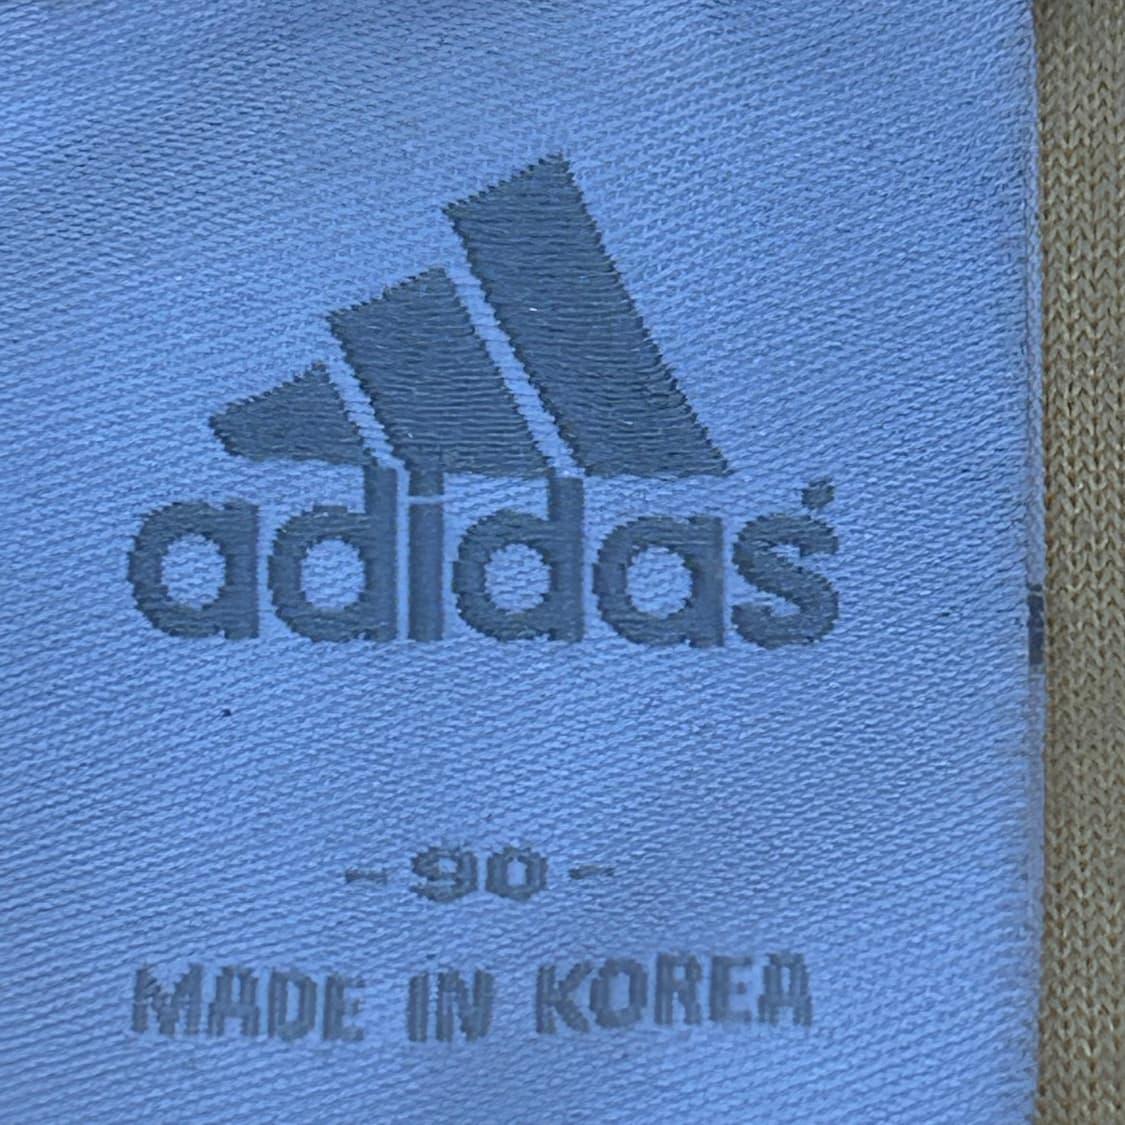 adidas
-90-
MADE IN KOREA